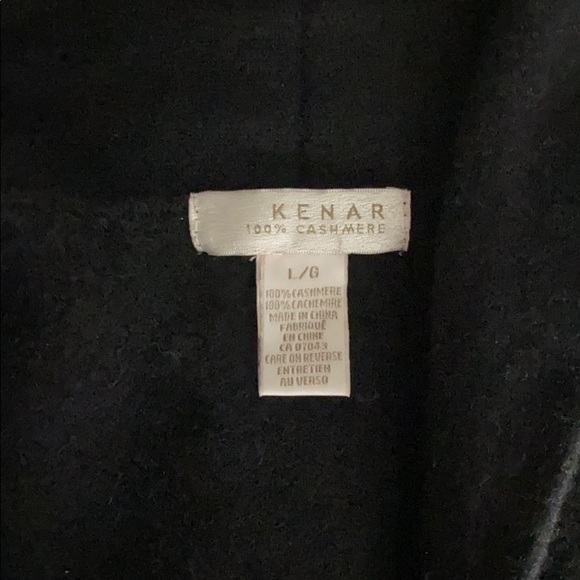 KENAR
100% CASHMERE
L/G
100% CASHMERE
100% CACHEMIRE
MADE IN CHINA
FABRIQUÉ
EN CHINE
CA 07043
CARE ON REVERSE
ENTRETIEN
AU VERSO